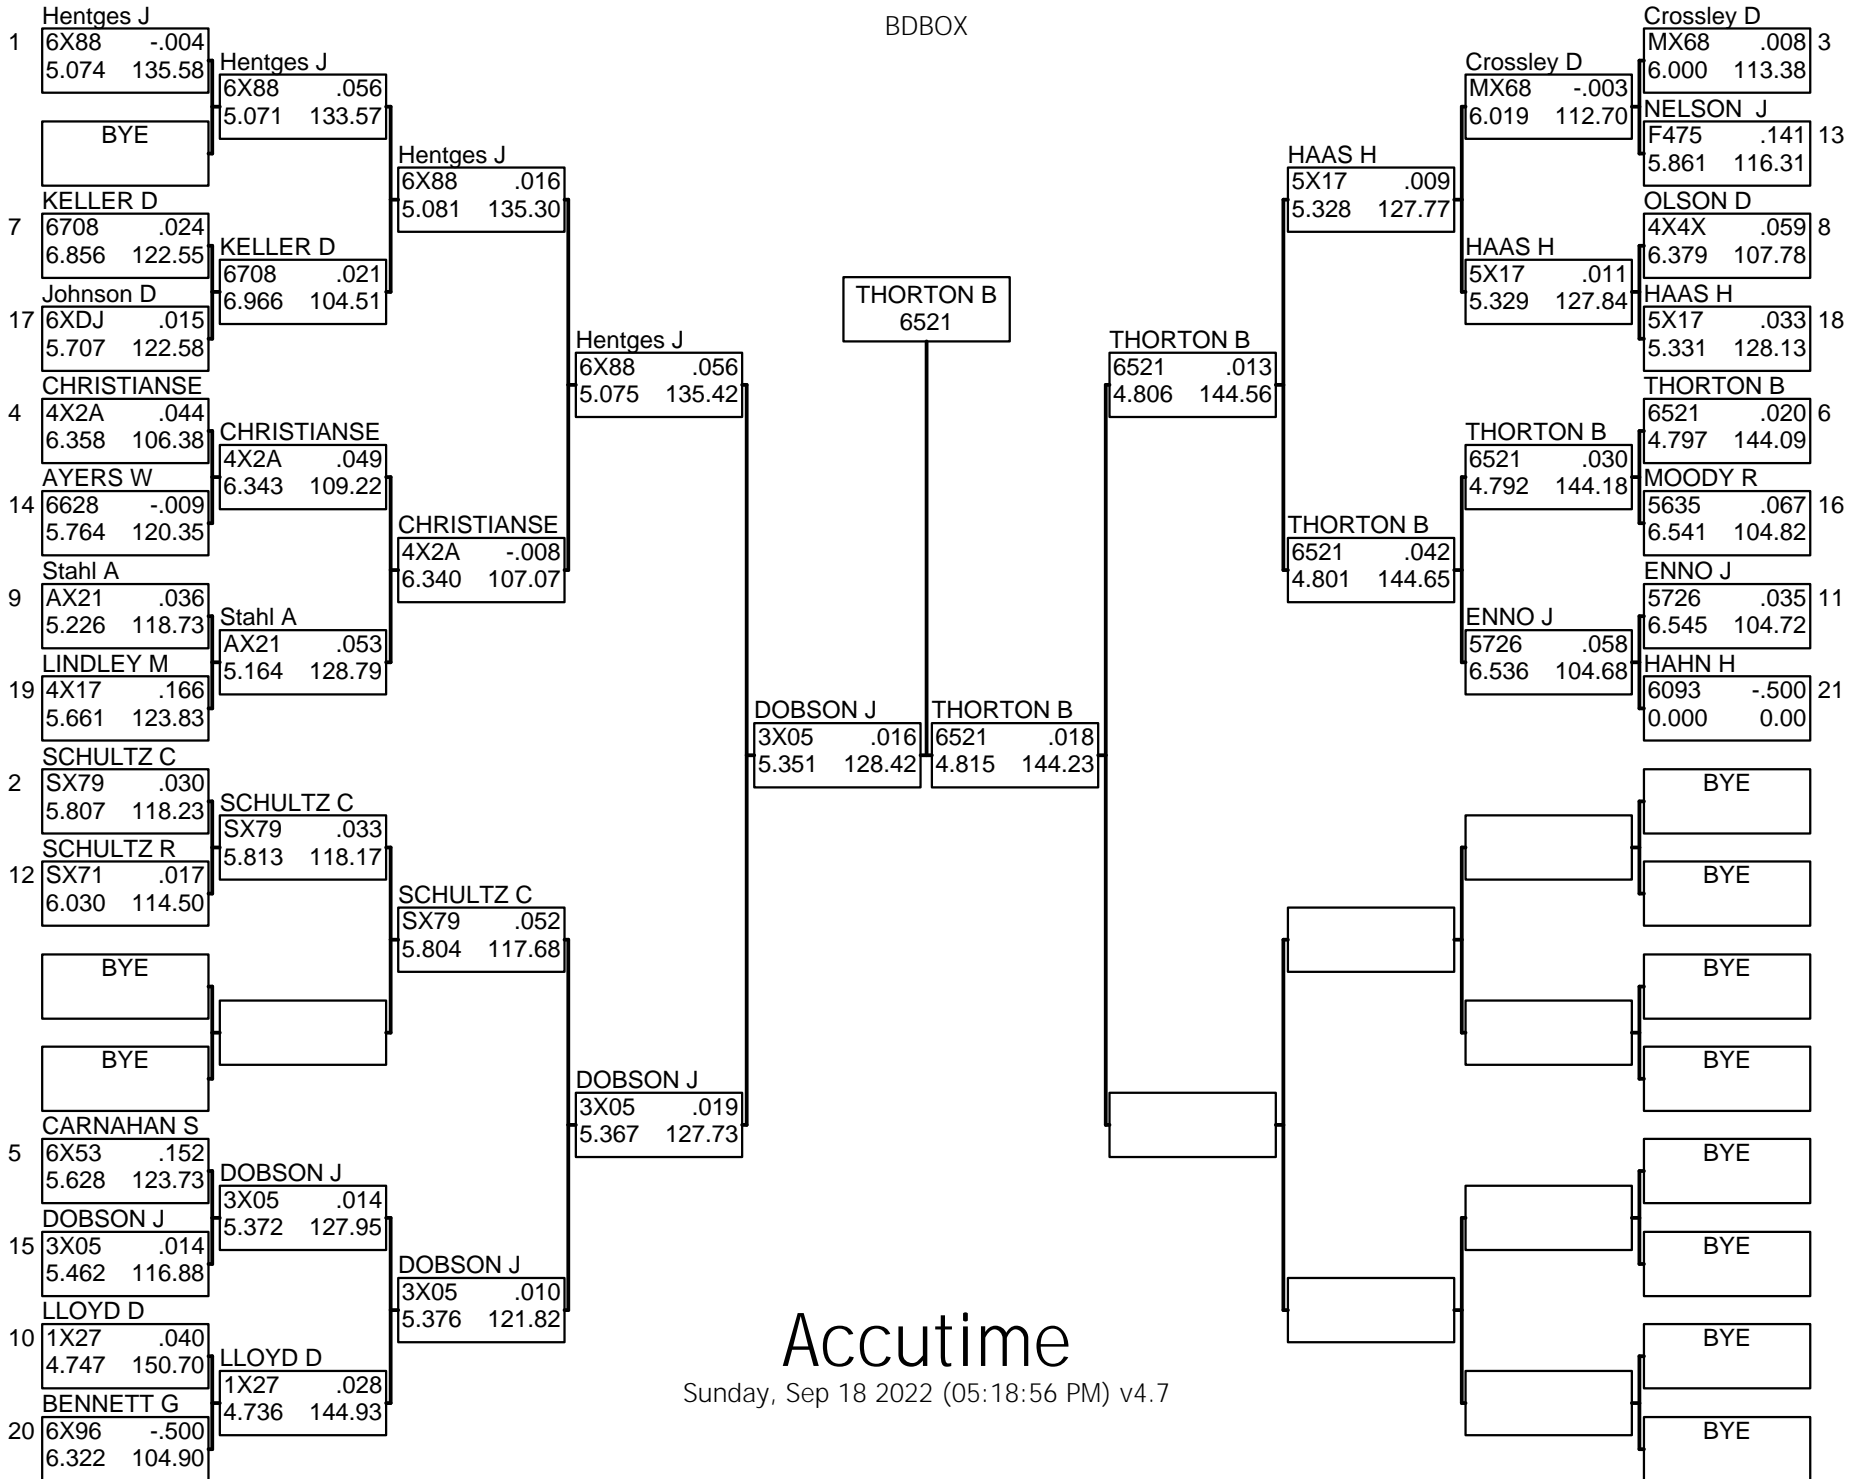 BDBOX
Hentges J
1
6X88 -.004
5.074 135.58
BYE
KELLER D
7
6708 .024
6.856 122.55
Johnson D
17
6XDJ .015
5.707 122.58
CHRISTIANSE
4
4X2A .044
6.358 106.38
AYERS W
14
6628 -.009
5.764 120.35
Stahl A
9
AX21 .036
5.226 118.73
LINDLEY M
19
4X17 .166
5.661 123.83
SCHULTZ C
2
SX79 .030
5.807 118.23
SCHULTZ R
12
SX71 .017
6.030 114.50
BYE
BYE
CARNAHAN S
5
6X53 .152
5.628 123.73
DOBSON J
15
3X05 .014
5.462 116.88
LLOYD D
10
1X27 .040
4.747 150.70
BENNETT G
20
6X96 -.500
6.322 104.90
Hentges J
6X88 .056
5.071 133.57
KELLER D
6708 .021
6.966 104.51
CHRISTIANSE
4X2A .049
6.343 109.22
Stahl A
AX21 .053
5.164 128.79
SCHULTZ C
SX79 .033
5.813 118.17
DOBSON J
3X05 .014
5.372 127.95
LLOYD D
1X27 .028
4.736 144.93
Hentges J
6X88 .016
5.081 135.30
CHRISTIANSE
4X2A -.008
6.340 107.07
SCHULTZ C
SX79 .052
5.804 117.68
DOBSON J
3X05 .010
5.376 121.82
Hentges J
6X88 .056
5.075 135.42
DOBSON J
3X05 .019
5.367 127.73
DOBSON J
3X05 .016
5.351 128.42
THORTON B
6521
THORTON B
6521 .018
4.815 144.23
THORTON B
6521 .013
4.806 144.56
HAAS H
5X17 .009
5.328 127.77
THORTON B
6521 .042
4.801 144.65
Crossley D
MX68 -.003
6.019 112.70
HAAS H
5X17 .011
5.329 127.84
THORTON B
6521 .030
4.792 144.18
ENNO J
5726 .058
6.536 104.68
Crossley D
MX68 .008 3
6.000 113.38
NELSON J
F475 .141 13
5.861 116.31
OLSON D
4X4X .059 8
6.379 107.78
HAAS H
5X17 .033 18
5.331 128.13
THORTON B
6521 .020 6
4.797 144.09
MOODY R
5635 .067 16
6.541 104.82
ENNO J
5726 .035 11
6.545 104.72
HAHN H
6093 -.500 21
0.000 0.00
BYE
BYE
BYE
BYE
BYE
BYE
BYE
BYE
Accutime
Sunday, Sep 18 2022 (05:18:56 PM) v4.7